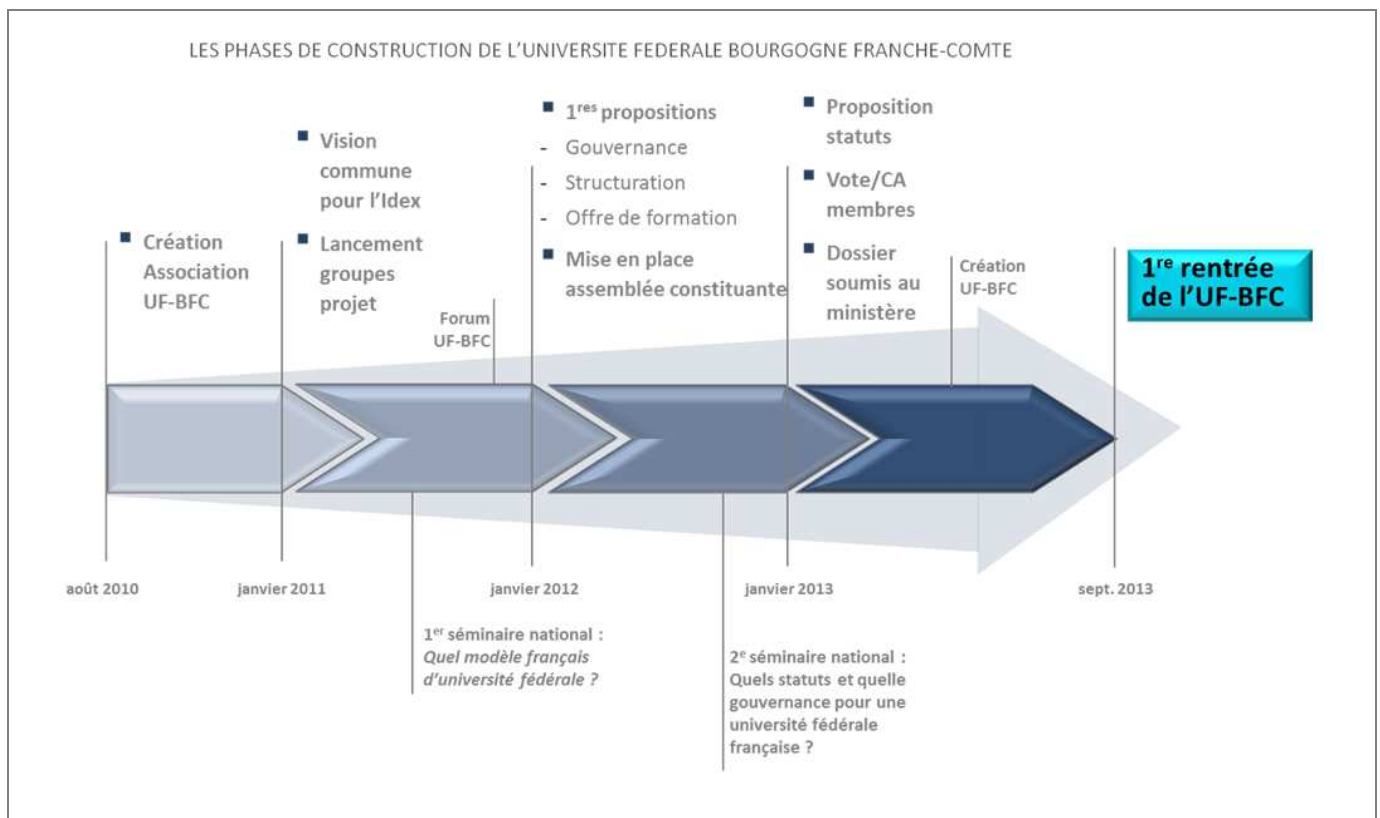 LES PHASES DE CONSTRUCTION DE L’UNIVERSITE FEDERALE BOURGOGNE FRANCHE-COMTE
■ Création
Association
UF-BFC
■ Vision
commune
pour l’Idex
■ Lancement
groupes
projet
Forum
UF-BFC
■ 1res propositions
- Gouvernance
- Structuration
- Offre de formation
■ Mise en place
assemblée constituante
■ Proposition
statuts
■ Vote/CA
membres
■ Dossier
soumis au
ministère
Création
UF-BFC
1re rentrée
de l’UF-BFC
août 2010
janvier 2011
janvier 2012
janvier 2013
sept. 2013
1er séminaire national :
Quel modèle français
d’université fédérale ?
2e séminaire national :
Quels statuts et quelle
gouvernance pour une
université fédérale
française ?